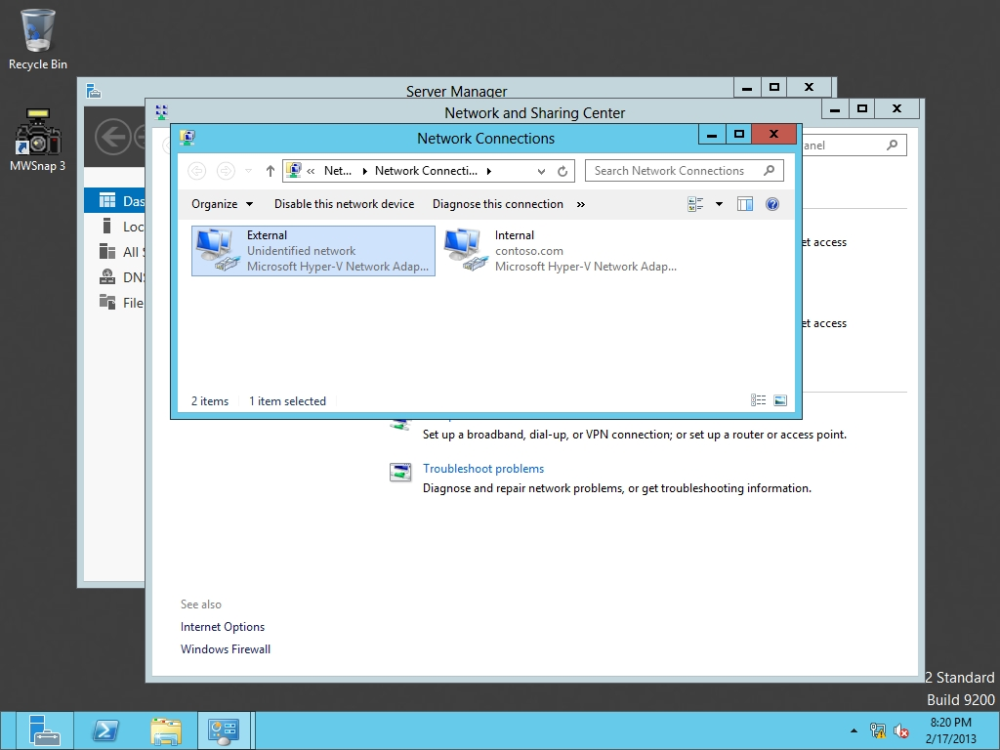 Recycle Bin
MWSnap 3
Server Manager
Network and Sharing Center
Network Connections
anel
« Net... Network Connecti...
Search Network Connections
Organize Disable this network device Diagnose this connection »
External
Unidentified network
Microsoft Hyper-V Network Adap...
Internal
contoso.com
Microsoft Hyper-V Network Adap...
2 items 1 item selected
Das
Loc
All S
DNS
File
et access
et access
Set up a broadband, dial-up, or VPN connection; or set up a router or access point.
Troubleshoot problems
Diagnose and repair network problems, or get troubleshooting information.
See also
Internet Options
Windows Firewall
2 Standard
Build 9200
8:20 PM
2/17/2013